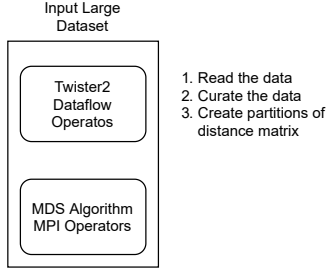 Input Large
Dataset
Twister2
Dataflow
Operatos
1. Read the data
2. Curate the data
3. Create partitions of
distance matrix
MDS Algorithm
MPI Operators